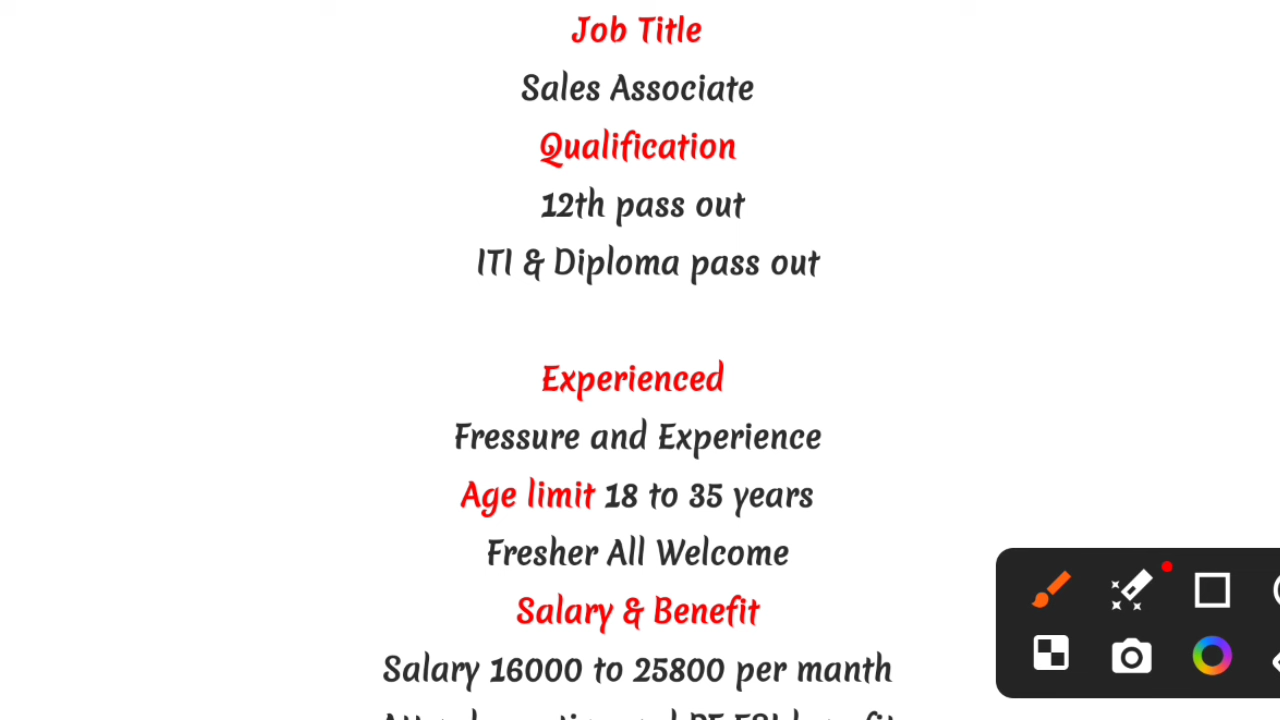 Job Title
Sales Associate
Qualification
12th pass out
ITI & Diploma pass out
Experienced
Fressure and Experience
Age limit 18 to 35 years
Fresher All Welcome
Salary & Benefit
Salary 16000 to 25800 per manth